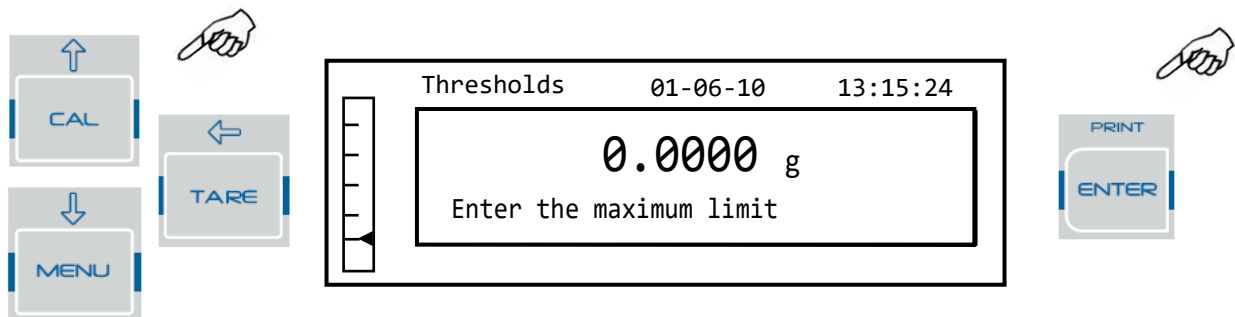 CAL
TARE
MENU
Thresholds 01-06-10 13:15:24
0.0000 g
Enter the maximum limit
PRINT
ENTER